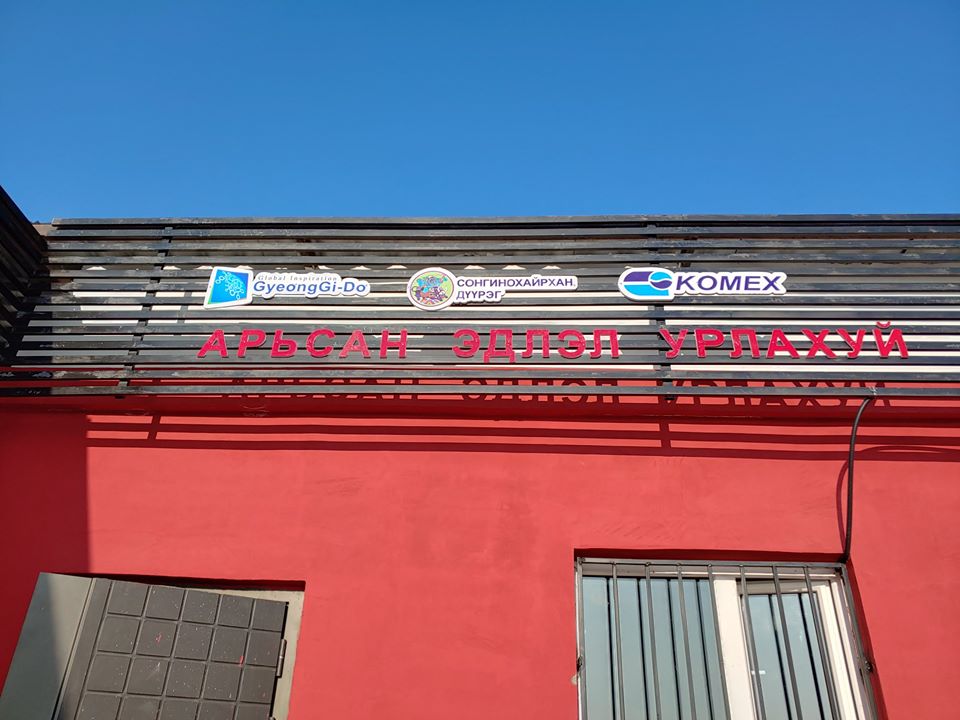 Global Inspiration
GyeongGi-Do
СОНГИНОХАЙРХАН
ДҮҮРЭГ
KOMEX
АРЬСАН ЭДЛЭЛ УРЛАХУЙ